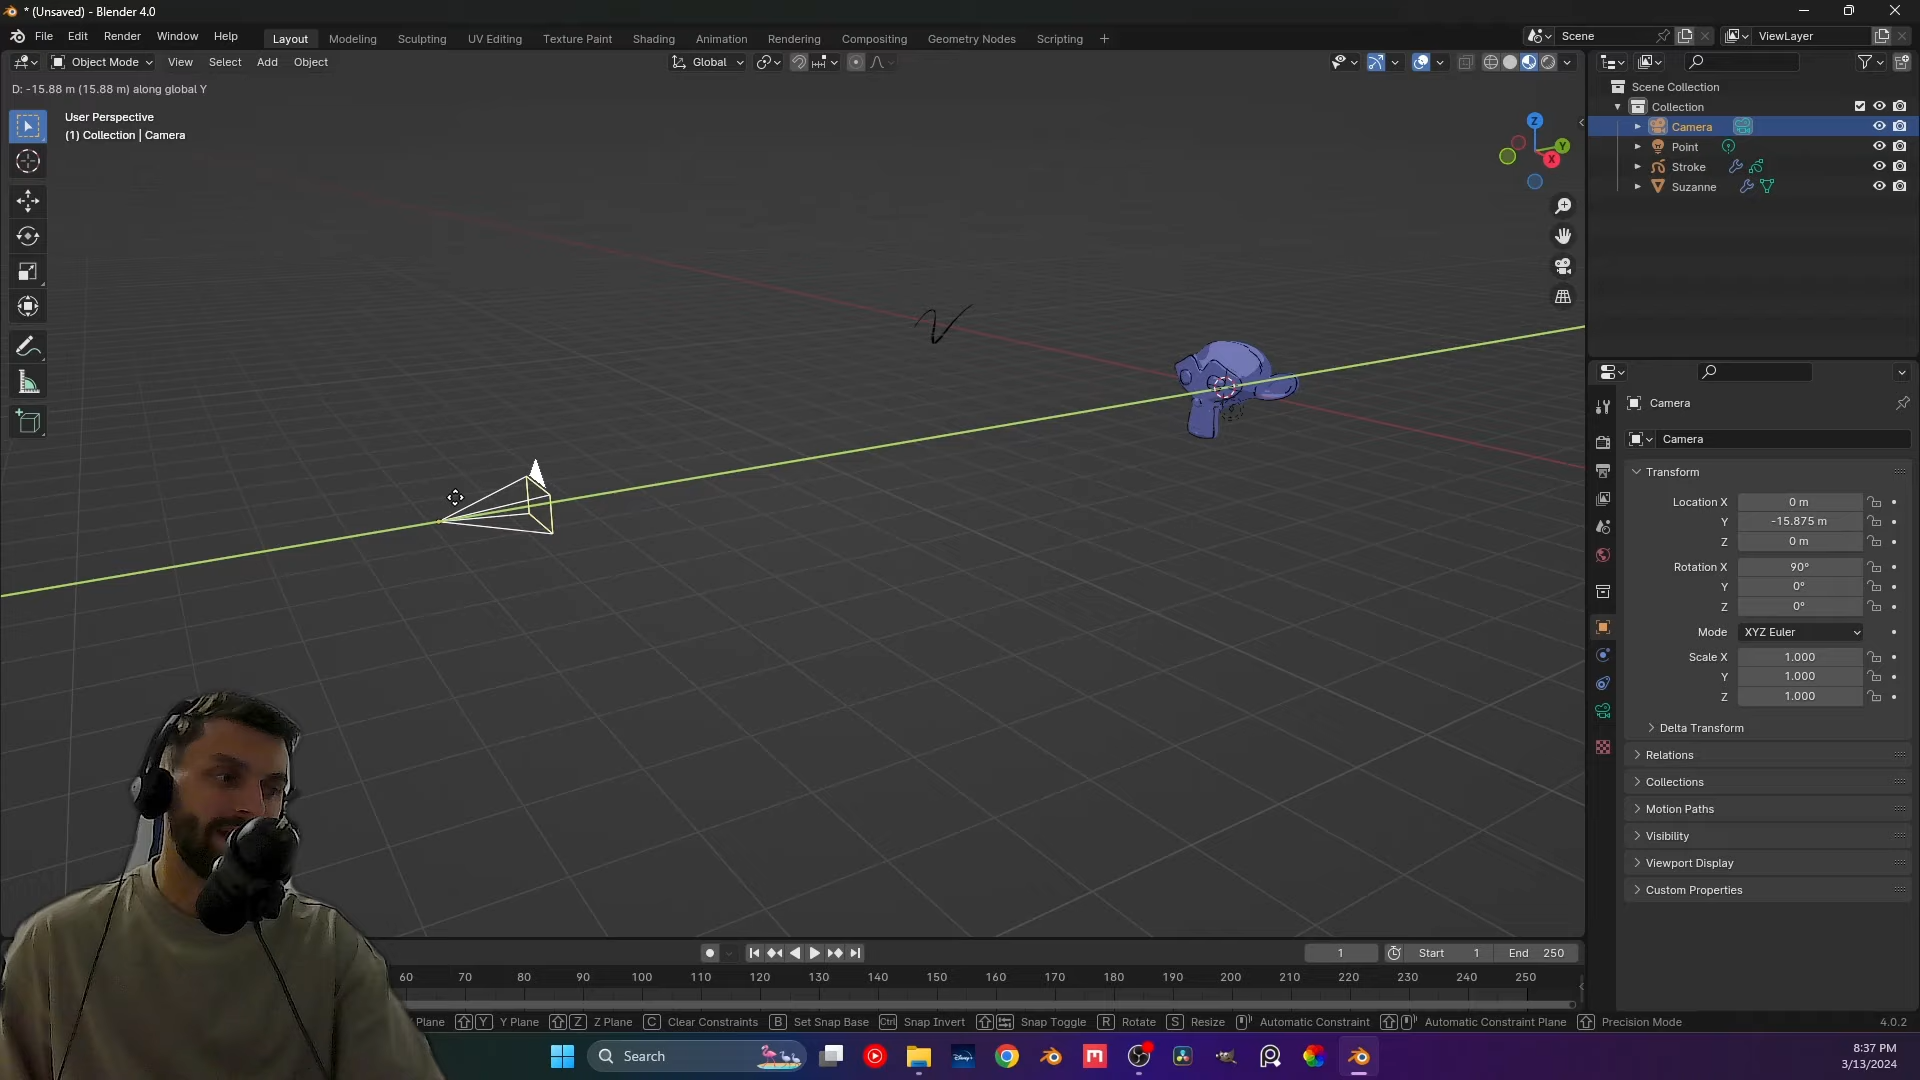 * (Unsaved) - Blender 4.0
File Edit Render Window Help Layout Modeling Sculpting UV Editing Texture Paint Shading Animation Rendering Compositing Geometry Nodes Scripting + Scene ViewLayer
Object Mode View Select Add Object Global
D: -15.88 m (15.88 m) along global Y
User Perspective
(1) Collection | Camera
Z
Y
X
Scene Collection
Collection
Camera
Point
Stroke
Suzanne
Camera
Camera
Transform
Location X 0 m
Y -15.875 m
Z 0 m
Rotation X 90°
Y 0°
Z 0°
Mode XYZ Euler
Scale X 1.000
Y 1.000
Z 1.000
Delta Transform
Relations
Collections
Motion Paths
Visibility
Viewport Display
Custom Properties
1 Start 1 End 250
60 70 80 90 100 110 120 130 140 150 160 170 180 190 200 210 220 230 240 250
Plane Y Y Plane Z Z Plane C Clear Constraints B Set Snap Base Ctrl Snap Invert Snap Toggle R Rotate S Resize Automatic Constraint Automatic Constraint Plane Precision Mode 4.0.2
Search
Disney+
8:37 PM
3/13/2024